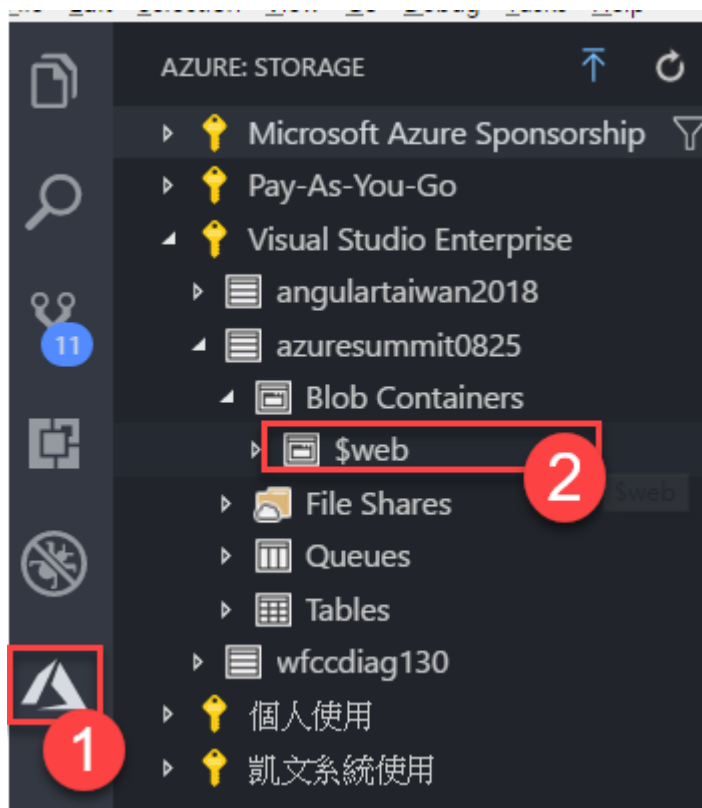 AZURE: STORAGE
Microsoft Azure Sponsorship
Pay-As-You-Go
Visual Studio Enterprise
angulartaiwan2018
11
azuresummit0825
Blob Containers
$web
2
$web
File Shares
Queues
Tables
wfccdiag130
1
個人使用
凱文系統使用